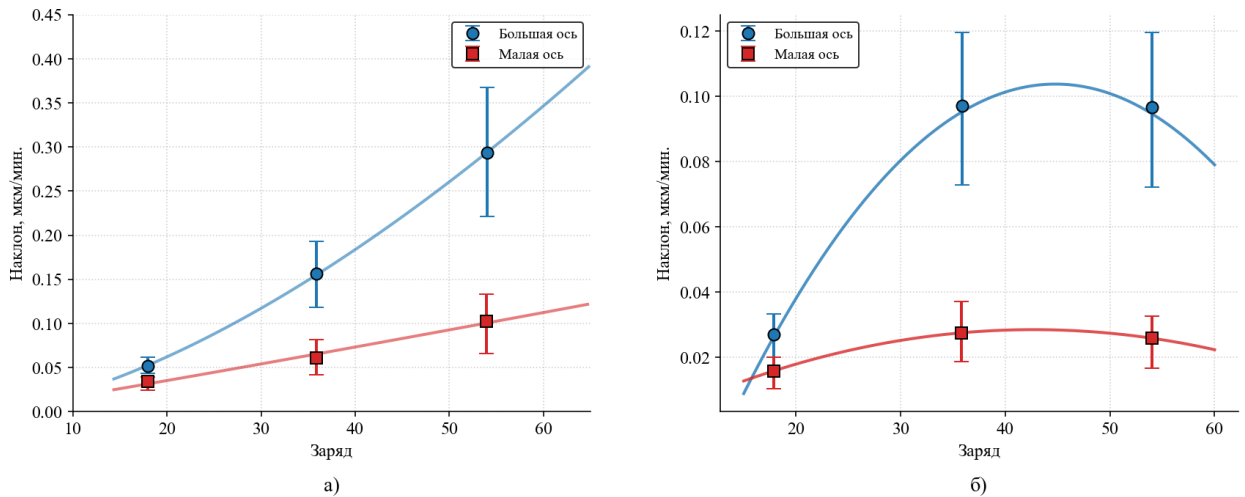 0.45
0.40
0.35
0.30
0.25
0.20
0.15
0.10
0.05
0.00
Наклон, мкм/мин.
10 20 30 40 50 60
Заряд
Большая ось
Малая ось
а)
0.12
0.10
0.08
0.06
0.04
0.02
Наклон, мкм/мин.
20 30 40 50 60
Заряд
Большая ось
Малая ось
б)